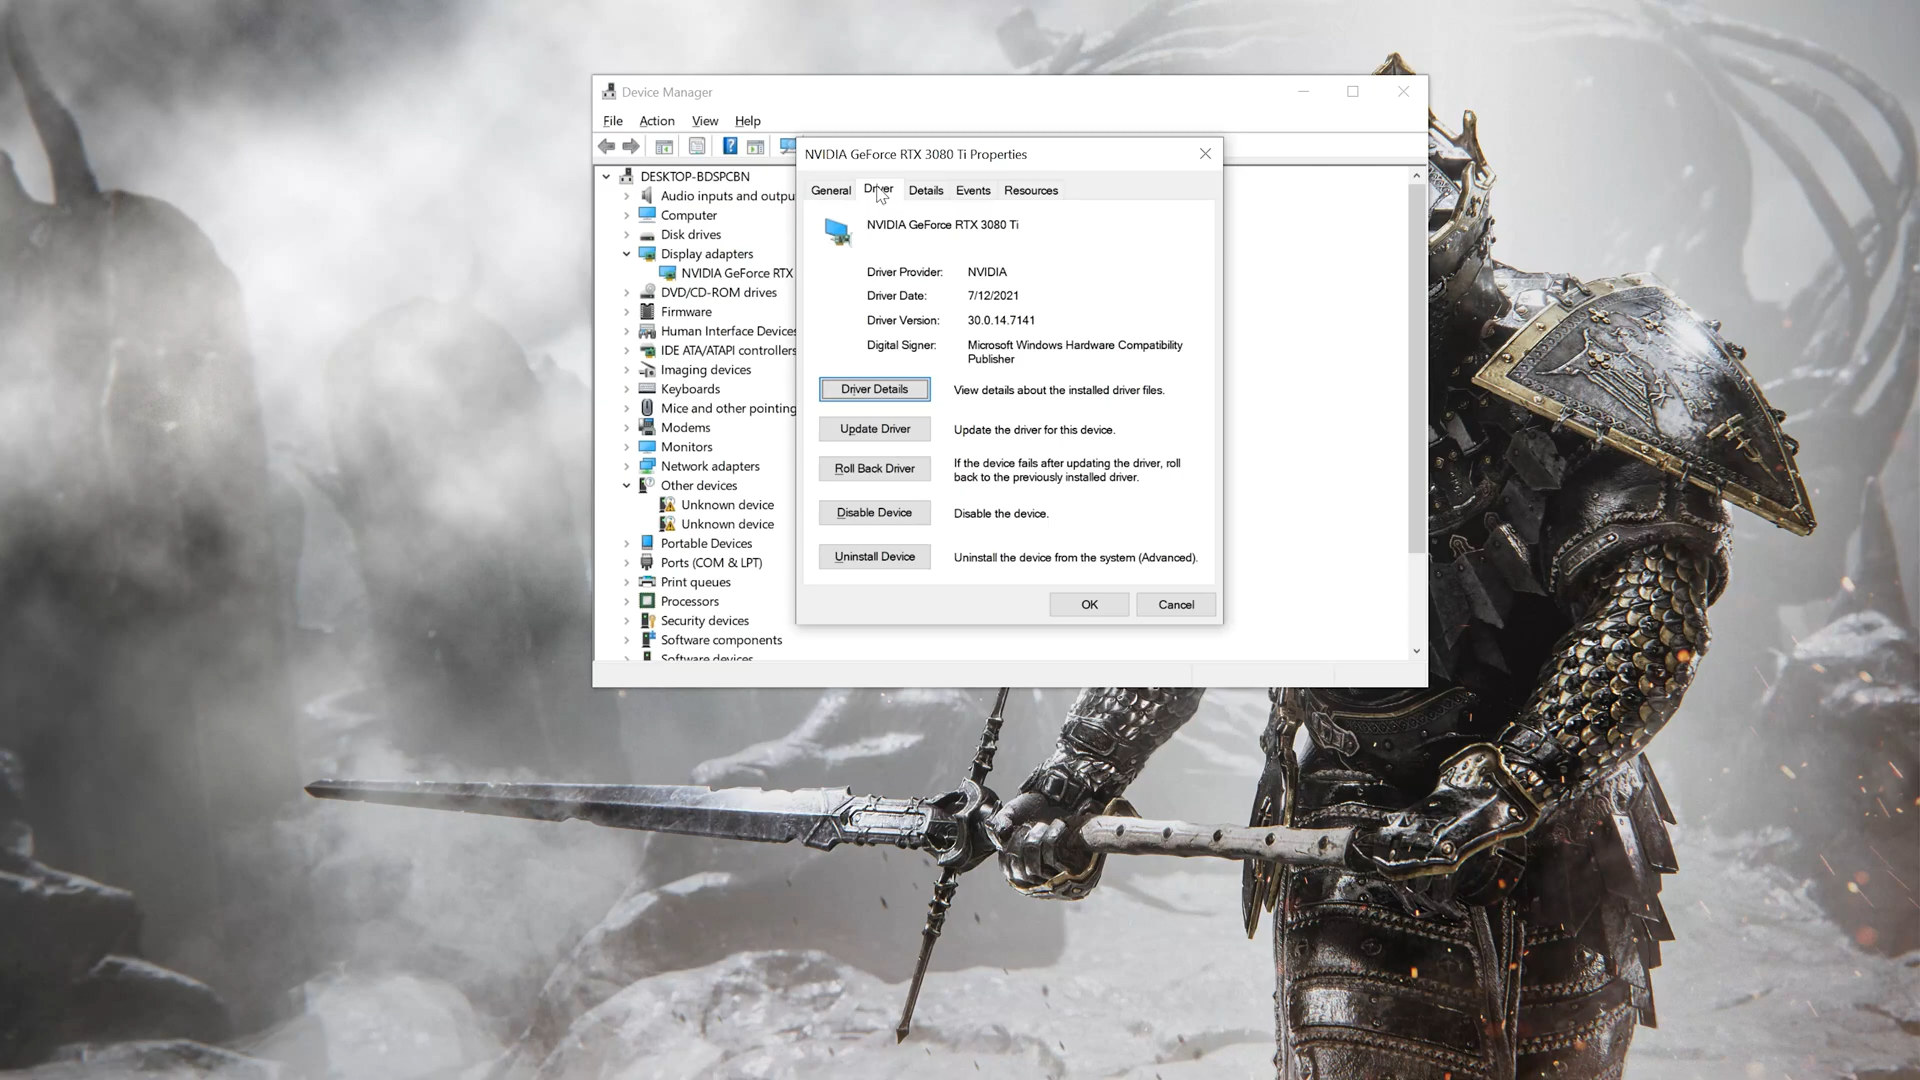 Device Manager
File Action View Help
NVIDIA GeForce RTX 3080 Ti Properties
DESKTOP-BDSPCBN
Audio inputs and outpu
Computer
Disk drives
Display adapters
NVIDIA GeForce RTX
DVD/CD-ROM drives
Firmware
Human Interface Devices
IDE ATA/ATAPI controllers
Imaging devices
Keyboards
Mice and other pointing
Modems
Monitors
Network adapters
Other devices
Unknown device
Unknown device
Portable Devices
Ports (COM & LPT)
Print queues
Processors
Security devices
Software components
Software devices
General Driver Details Events Resources
NVIDIA GeForce RTX 3080 Ti
Driver Provider: NVIDIA
Driver Date: 7/12/2021
Driver Version: 30.0.14.7141
Digital Signer: Microsoft Windows Hardware Compatibility
Publisher
Driver Details View details about the installed driver files.
Update Driver Update the driver for this device.
Roll Back Driver If the device fails after updating the driver, roll
back to the previously installed driver.
Disable Device Disable the device.
Uninstall Device Uninstall the device from the system (Advanced).
OK Cancel